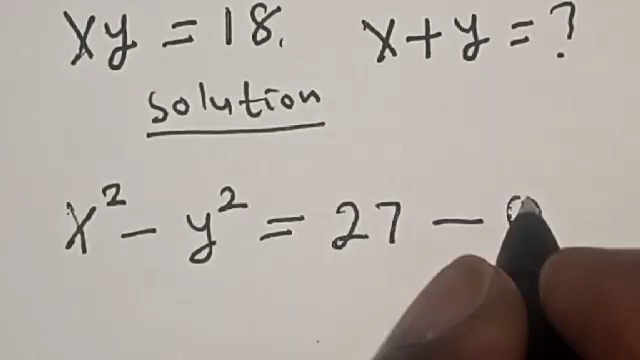 xy = 18. x + y = ?
solution
x² - y² = 27 -